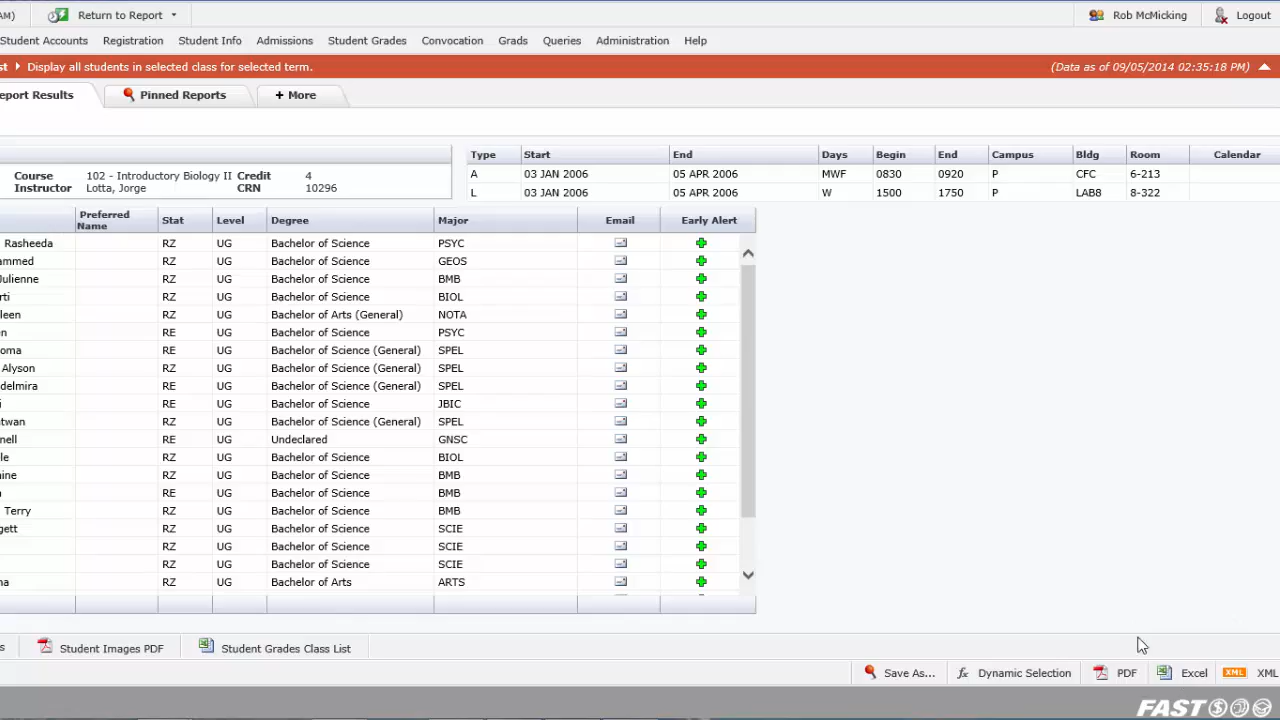 AM) Return to Report Rob McMicking Logout
Student Accounts Registration Student Info Admissions Student Grades Convocation Grads Queries Administration Help
st Display all students in selected class for selected term. (Data as of 09/05/2014 02:35:18 PM)
eport Results Pinned Reports + More
Type Start End Days Begin End Campus Bldg Room Calendar
Course 102 - Introductory Biology II Credit 4 A 03 JAN 2006 05 APR 2006 MWF 0830 0920 P CFC 6-213
Instructor Lotta, Jorge CRN 10296 L 03 JAN 2006 05 APR 2006 W 1500 1750 P LAB8 8-322
Preferred Name Stat Level Degree Major Email Early Alert
Rasheeda RZ UG Bachelor of Science PSYC
ammed RZ UG Bachelor of Science GEOS
Julienne RZ UG Bachelor of Science BMB
rti RZ UG Bachelor of Science BIOL
leen RZ UG Bachelor of Arts (General) NOTA
n RE UG Bachelor of Science PSYC
oma RE UG Bachelor of Science (General) SPEL
Alyson RZ UG Bachelor of Science (General) SPEL
delmira RE UG Bachelor of Science (General) SPEL
i RE UG Bachelor of Science JBIC
twan RZ UG Bachelor of Science (General) SPEL
nell RE UG Undeclared GNSC
le RZ UG Bachelor of Science BIOL
nine RZ UG Bachelor of Science BMB
RE UG Bachelor of Science BMB
Terry RZ UG Bachelor of Science BMB
gett RZ UG Bachelor of Science SCIE
RZ UG Bachelor of Science SCIE
RZ UG Bachelor of Science SCIE
na RZ UG Bachelor of Arts ARTS
s Student Images PDF Student Grades Class List
Save As... fx Dynamic Selection PDF Excel XML XML
FAST